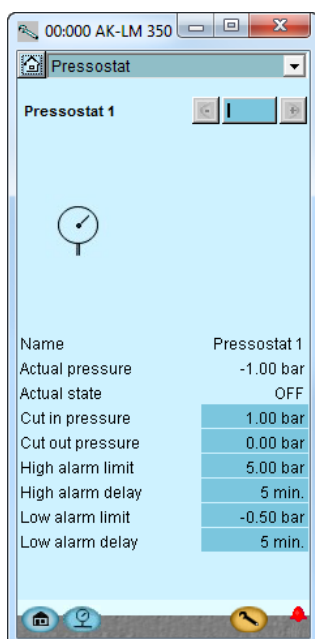 00:000 AK-LM 350
Pressostat
Pressostat 1
Name Pressostat 1
Actual pressure -1.00 bar
Actual state OFF
Cut in pressure 1.00 bar
Cut out pressure 0.00 bar
High alarm limit 5.00 bar
High alarm delay 5 min.
Low alarm limit -0.50 bar
Low alarm delay 5 min.